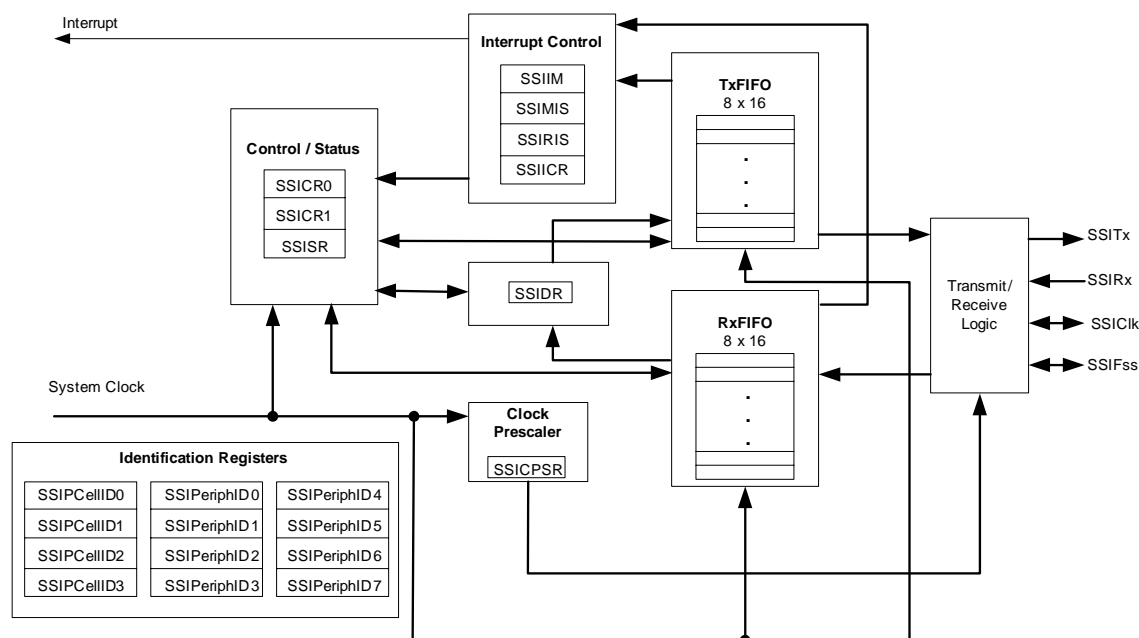 Interrupt
Interrupt Control
SSIIM
SSIMIS
SSIRIS
SSIICR
TxFIFO
8 x 16
.
.
.
Control / Status
SSICR0
SSICR1
SSISR
SSIDR
Transmit/
Receive
Logic
SSITx
SSIRx
SSIClk
SSIFss
RxFIFO
8 x 16
.
.
.
System Clock
Clock
Prescaler
SSICPSR
Identification Registers
SSIPCellID0 SSIPeriphID0 SSIPeriphID4
SSIPCellID1 SSIPeriphID1 SSIPeriphID5
SSIPCellID2 SSIPeriphID2 SSIPeriphID6
SSIPCellID3 SSIPeriphID3 SSIPeriphID7